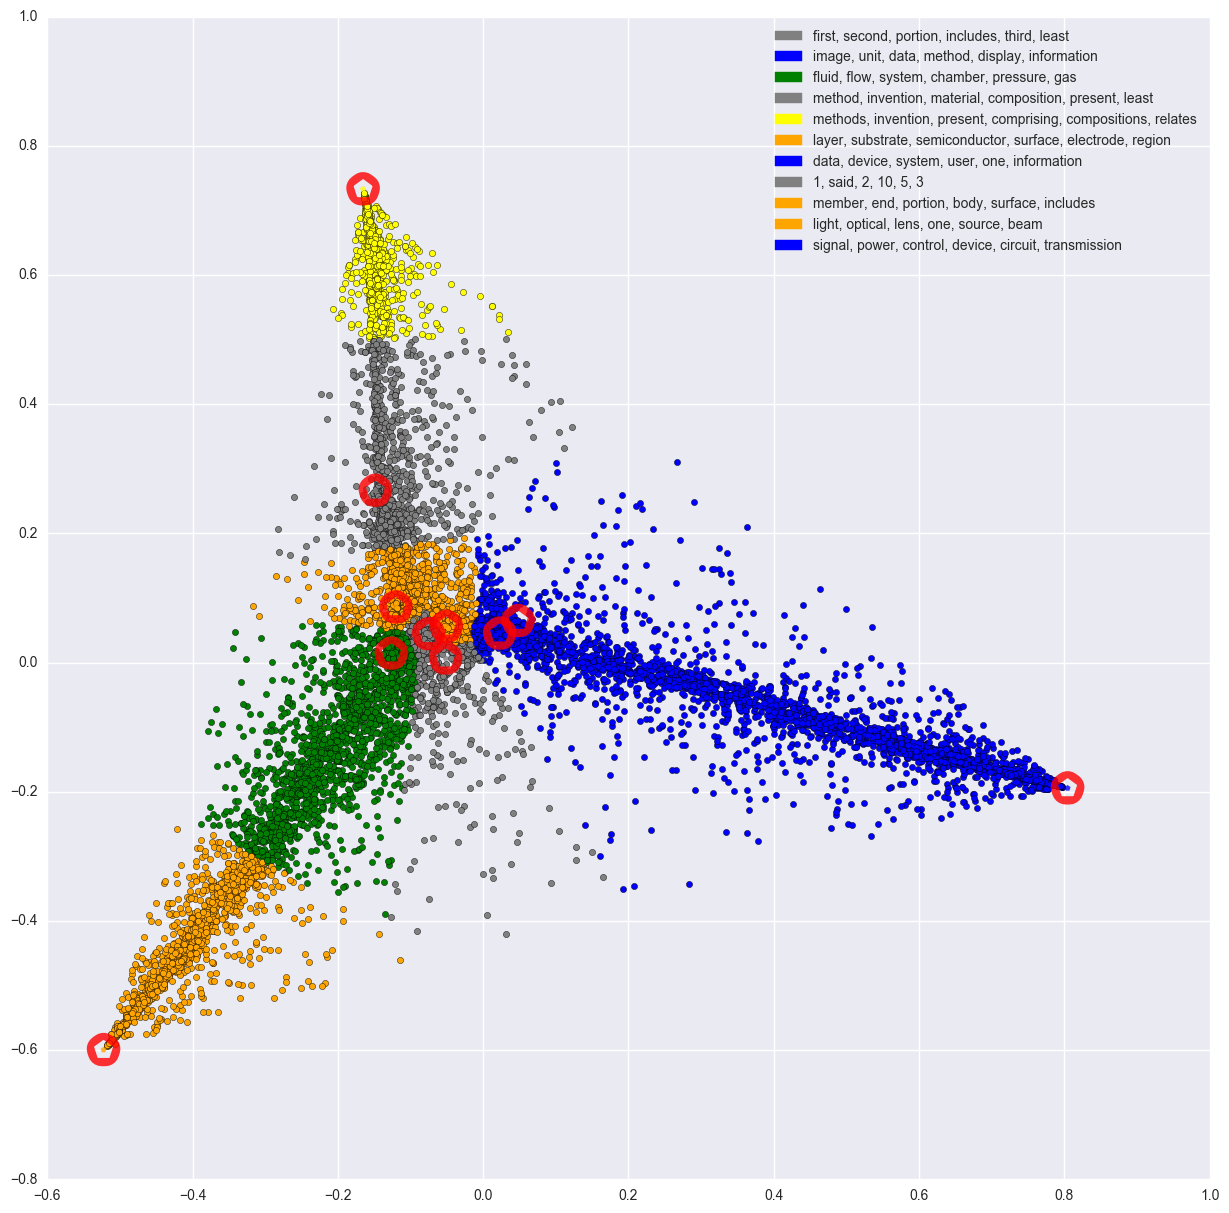 1.0
0.8
0.6
0.4
0.2
0.0
−0.2
−0.4
−0.6
−0.8
first, second, portion, includes, third, least
image, unit, data, method, display, information
fluid, flow, system, chamber, pressure, gas
method, invention, material, composition, present, least
methods, invention, present, comprising, compositions, relates
layer, substrate, semiconductor, surface, electrode, region
data, device, system, user, one, information
1, said, 2, 10, 5, 3
member, end, portion, body, surface, includes
light, optical, lens, one, source, beam
signal, power, control, device, circuit, transmission
−0.6 −0.4 −0.2 0.0 0.2 0.4 0.6 0.8 1.0